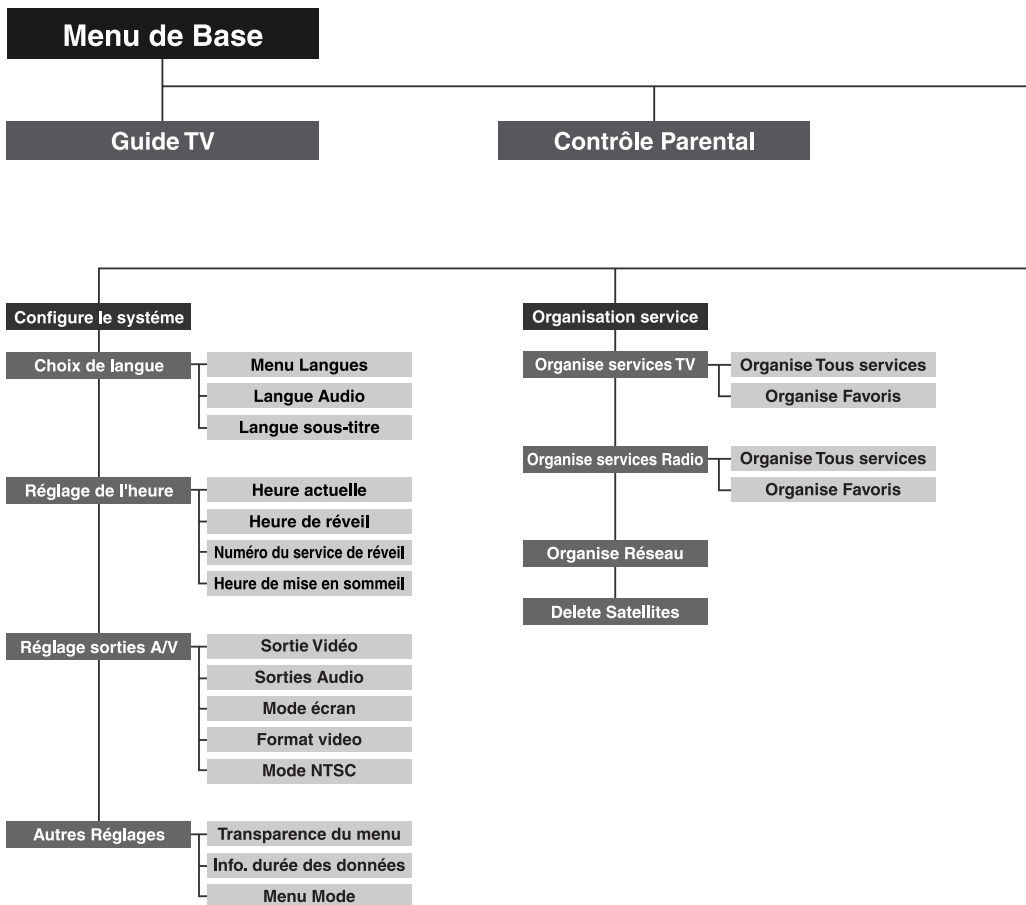 Menu de Base
Guide TV
Contrôle Parental
Configure le systéme
Choix de langue
Menu Langues
Langue Audio
Langue sous-titre
Réglage de l'heure
Heure actuelle
Heure de réveil
Numéro du service de réveil
Heure de mise en sommeil
Réglage sorties A/V
Sortie Vidéo
Sorties Audio
Mode écran
Format video
Mode NTSC
Autres Réglages
Transparence du menu
Info. durée des données
Menu Mode
Organisation service
Organise services TV
Organise Tous services
Organise Favoris
Organise services Radio
Organise Tous services
Organise Favoris
Organise Réseau
Delete Satellites